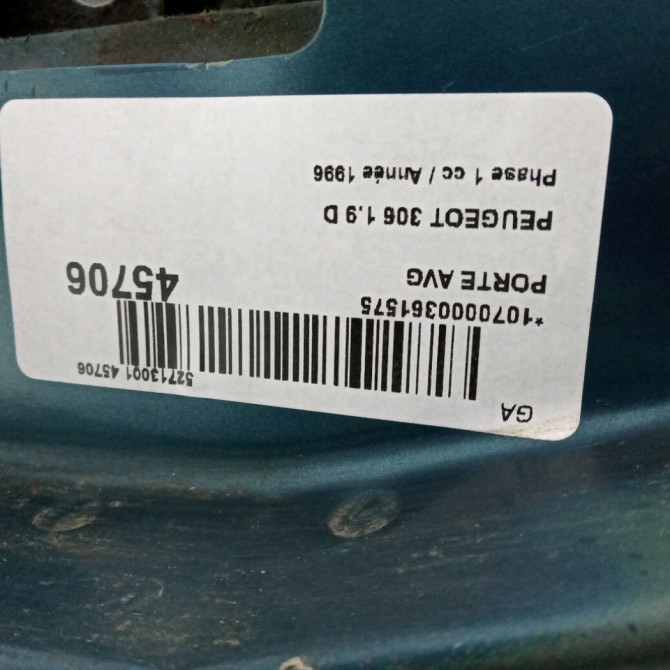 GA
52713001 45706
*1070000361575
PORTE AVG 45706
PEUGEOT 306 1.9 D
Phase 1 cc / Année 1996